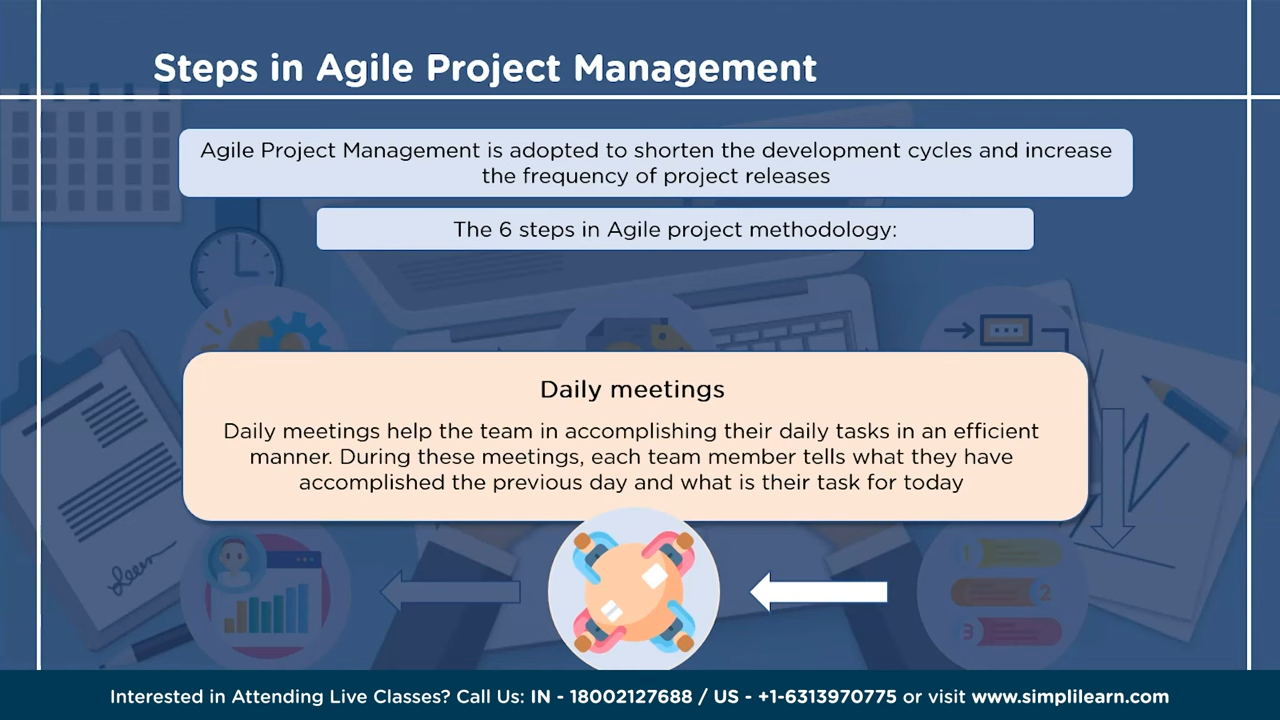 Steps in Agile Project Management
Agile Project Management is adopted to shorten the development cycles and increase
the frequency of project releases
The 6 steps in Agile project methodology:
Daily meetings
Daily meetings help the team in accomplishing their daily tasks in an efficient
manner. During these meetings, each team member tells what they have
accomplished the previous day and what is their task for today
1
2
3
Interested in Attending Live Classes? Call Us: IN - 18002127688 / US - +1-6313970775 or visit www.simplilearn.com